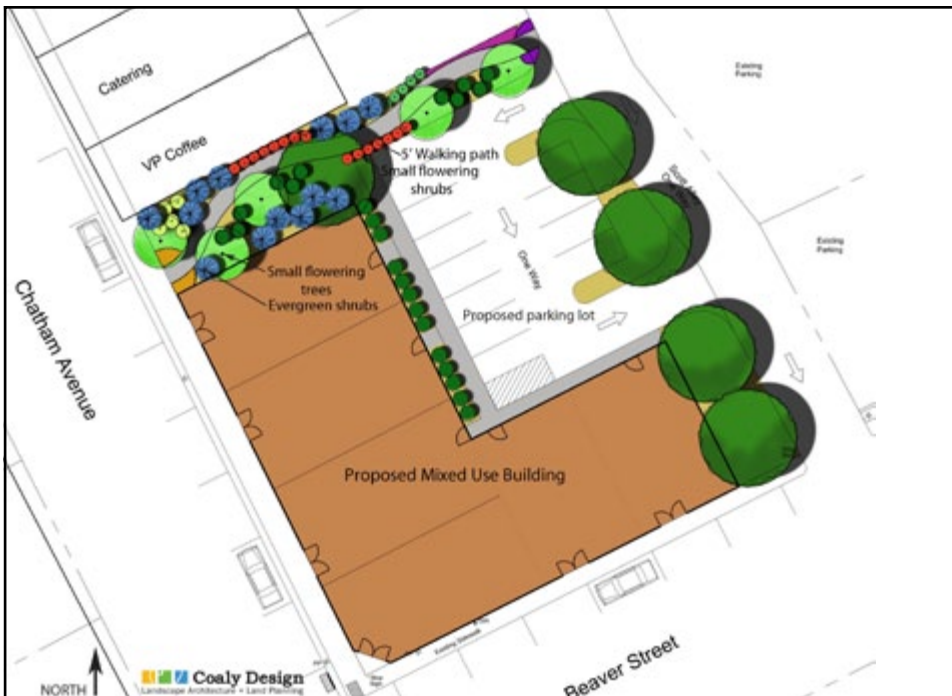 Catering
VP Coffee
Existing
Parking
5' Walking path
Small flowering
shrubs
Existing
Parking
One Way
Small flowering
trees
Evergreen shrubs
Proposed parking lot
Chatham Avenue
Proposed Mixed Use Building
Existing Sidewalk
Beaver Street
NORTH
Coaly Design
Landscape Architecture + Land Planning